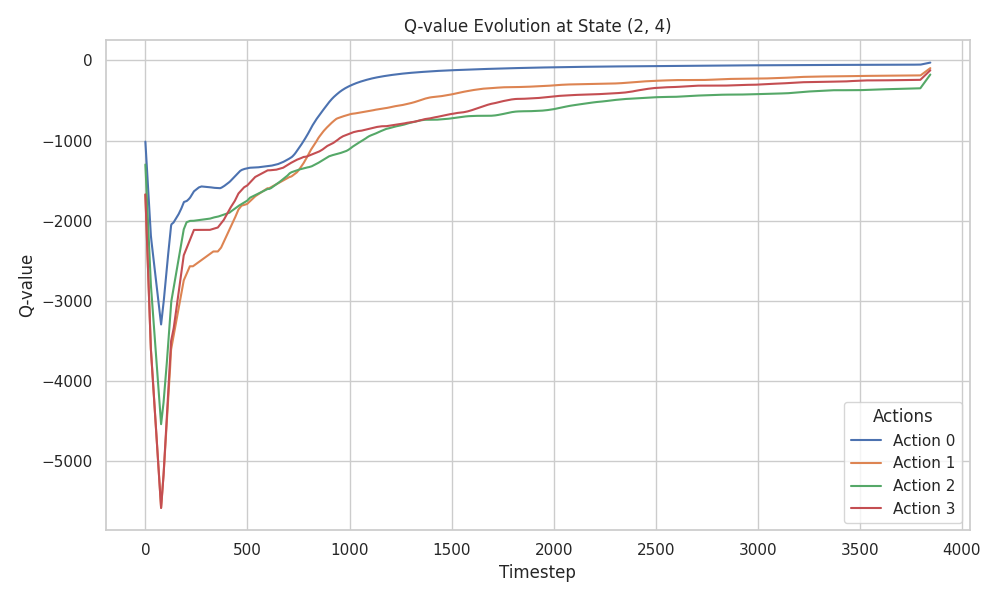 Q-value Evolution at State (2, 4)
0
−1000
−2000
−3000
−4000
−5000
Q-value
0
500
1000
1500
2000
2500
3000
3500
4000
Timestep
Actions
Action 0
Action 1
Action 2
Action 3